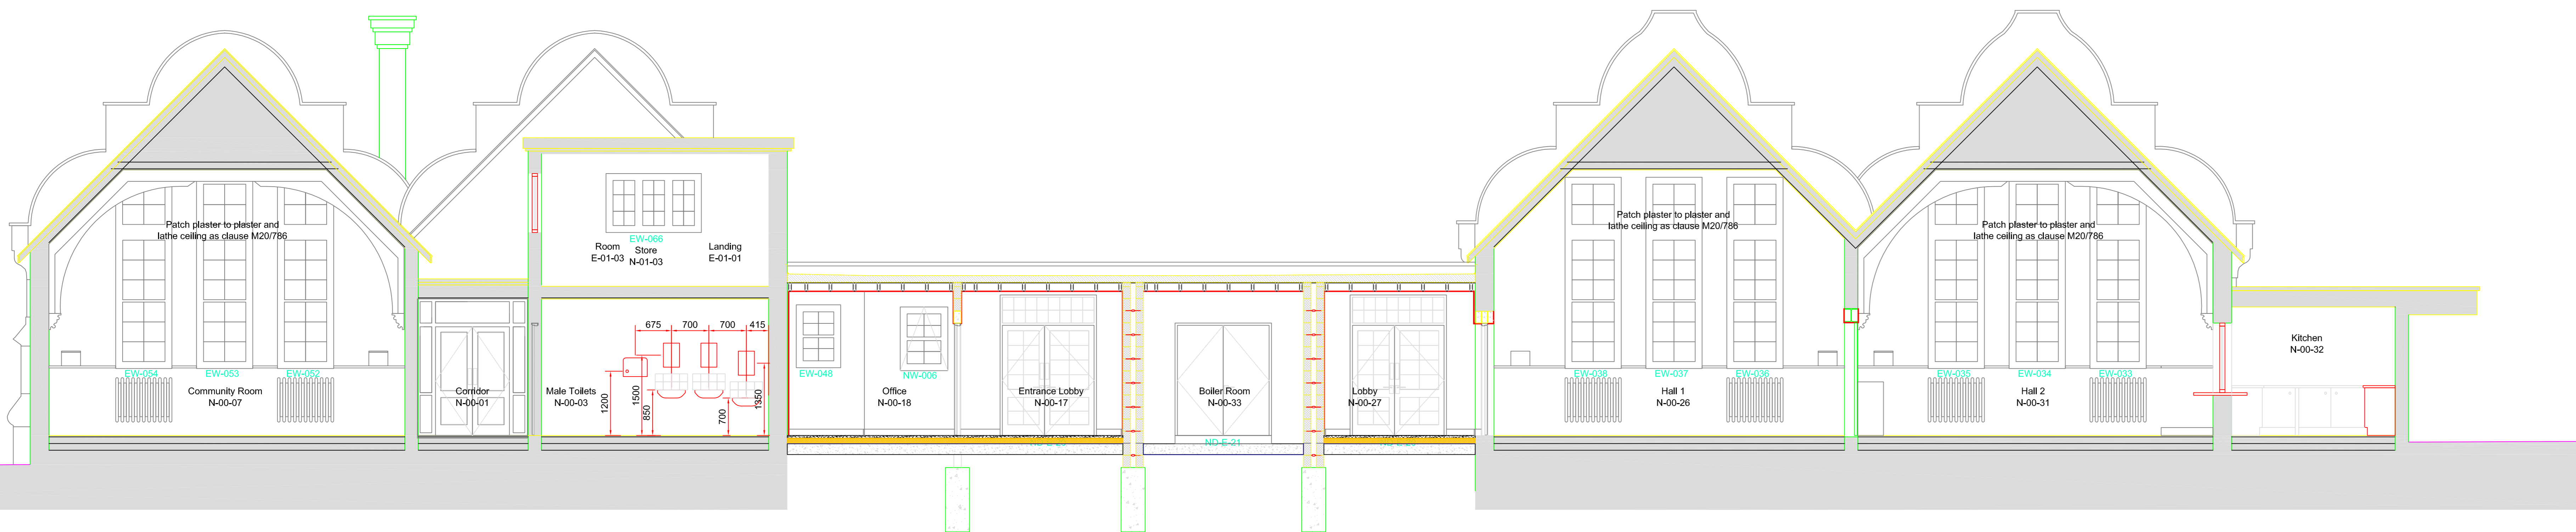 Patch plaster to plaster and
lathe ceiling as clause M20/786
EW-054
EW-053
EW-052
Community Room
N-00-07
Corridor
N-00-01
EW-066
Room
E-01-03
Store
N-01-03
Landing
E-01-01
Male Toilets
N-00-03
675
700
700
415
1200
1500
850
700
1350
EW-048
NW-006
Office
N-00-18
Entrance Lobby
N-00-17
Boiler Room
N-00-33
ND-E-21
Lobby
N-00-27
Patch plaster to plaster and
lathe ceiling as clause M20/786
EW-038
EW-037
EW-036
Hall 1
N-00-26
Patch plaster to plaster and
lathe ceiling as clause M20/786
EW-035
EW-034
EW-033
Hall 2
N-00-31
Kitchen
N-00-32